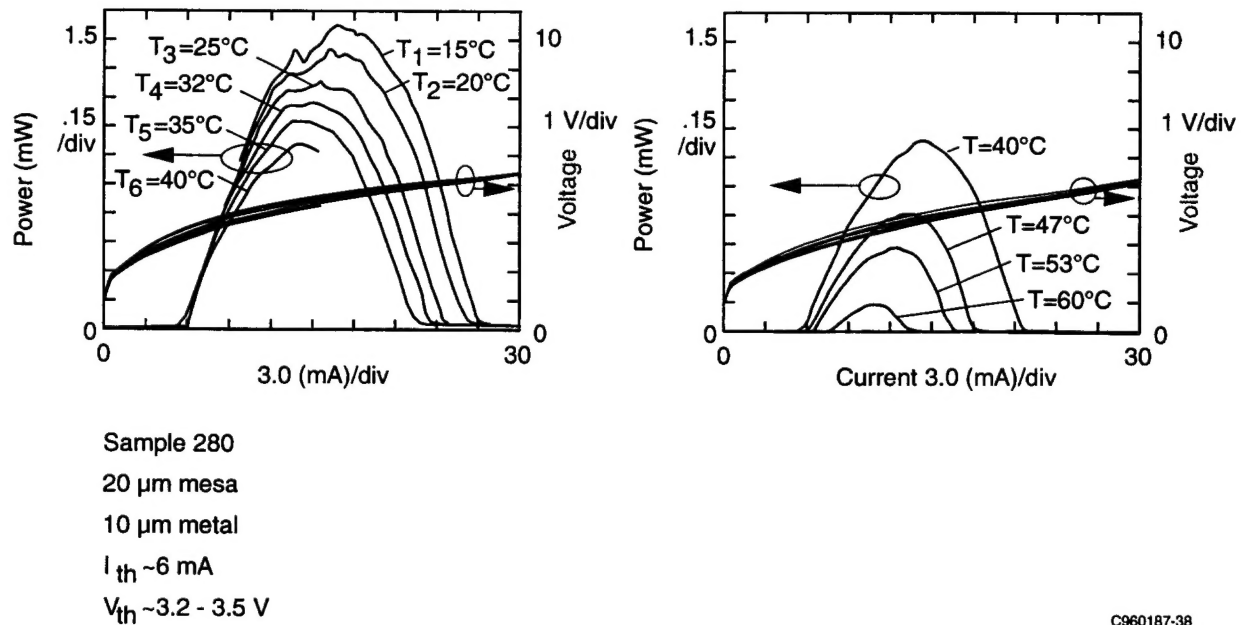 1.5
.15
/div
0
Power (mW)
T₃=25°C
T₄=32°C
T₅=35°C
T₆=40°C
T₁=15°C
T₂=20°C
10
1 V/div
Voltage
0
0
30
3.0 (mA)/div
1.5
.15
/div
0
Power (mW)
T=40°C
T=47°C
T=53°C
T=60°C
10
1 V/div
Voltage
0
0
30
Current 3.0 (mA)/div
Sample 280
20 µm mesa
10 µm metal
I th ~6 mA
Vth ~3.2 - 3.5 V
C960187-38